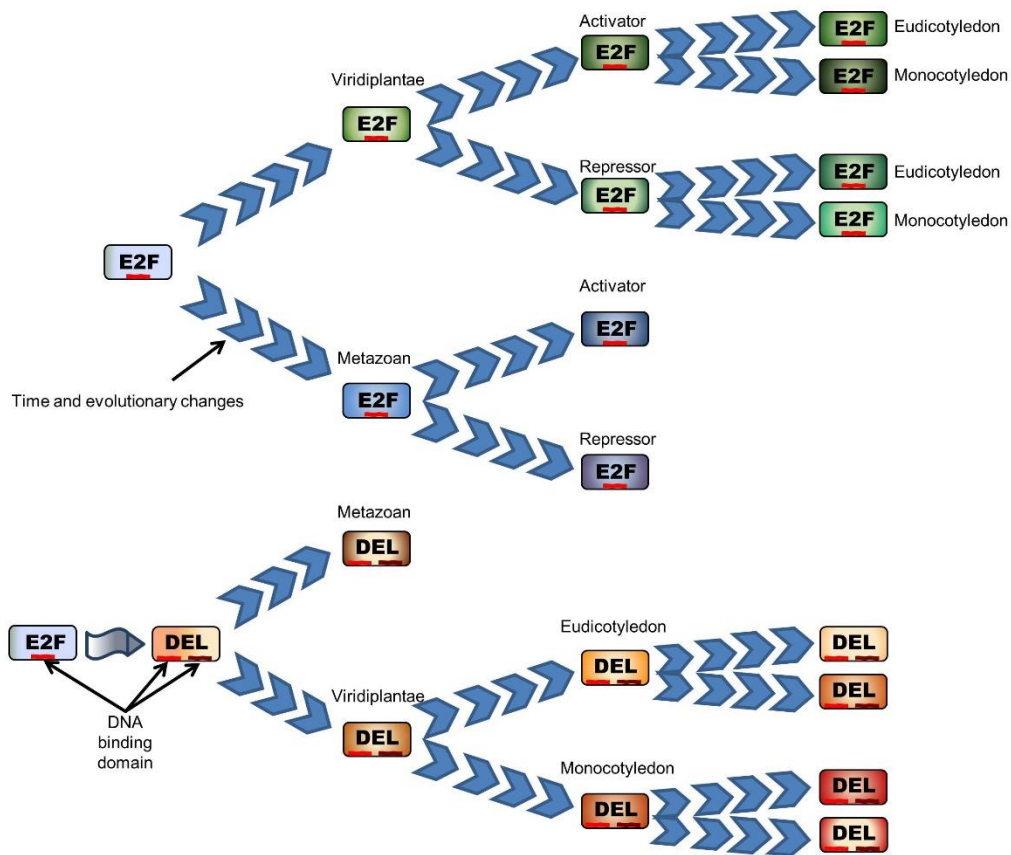 Activator
E2F
E2F
Eudicotyledon
Viridiplantae
E2F
Monocotyledon
E2F
Repressor
E2F
E2F
Eudicotyledon
E2F
Monocotyledon
E2F
Activator
E2F
Metazoan
E2F
Time and evolutionary changes
Repressor
E2F
Metazoan
DEL
E2F
DEL
Eudicotyledon
DEL
DEL
DEL
Viridiplantae
DEL
DNA
binding
domain
Monocotyledon
DEL
DEL
DEL